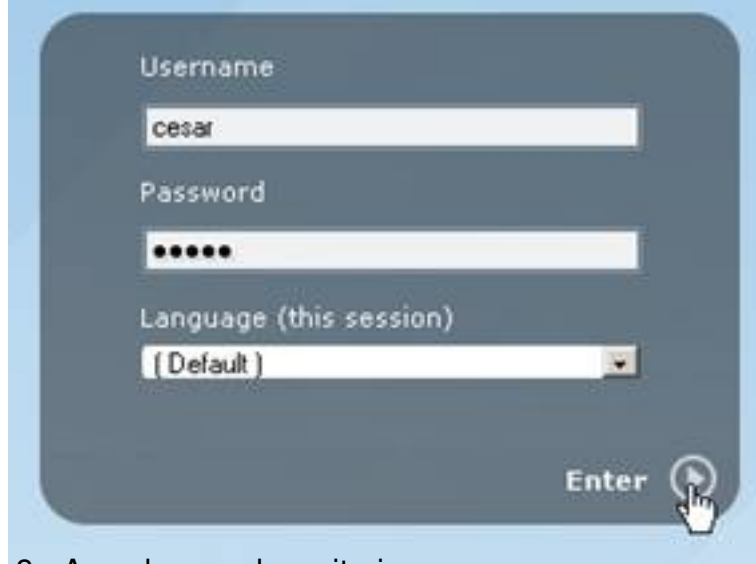 Username
cesar
Password
•••••
Language (this session)
( Default )
Enter